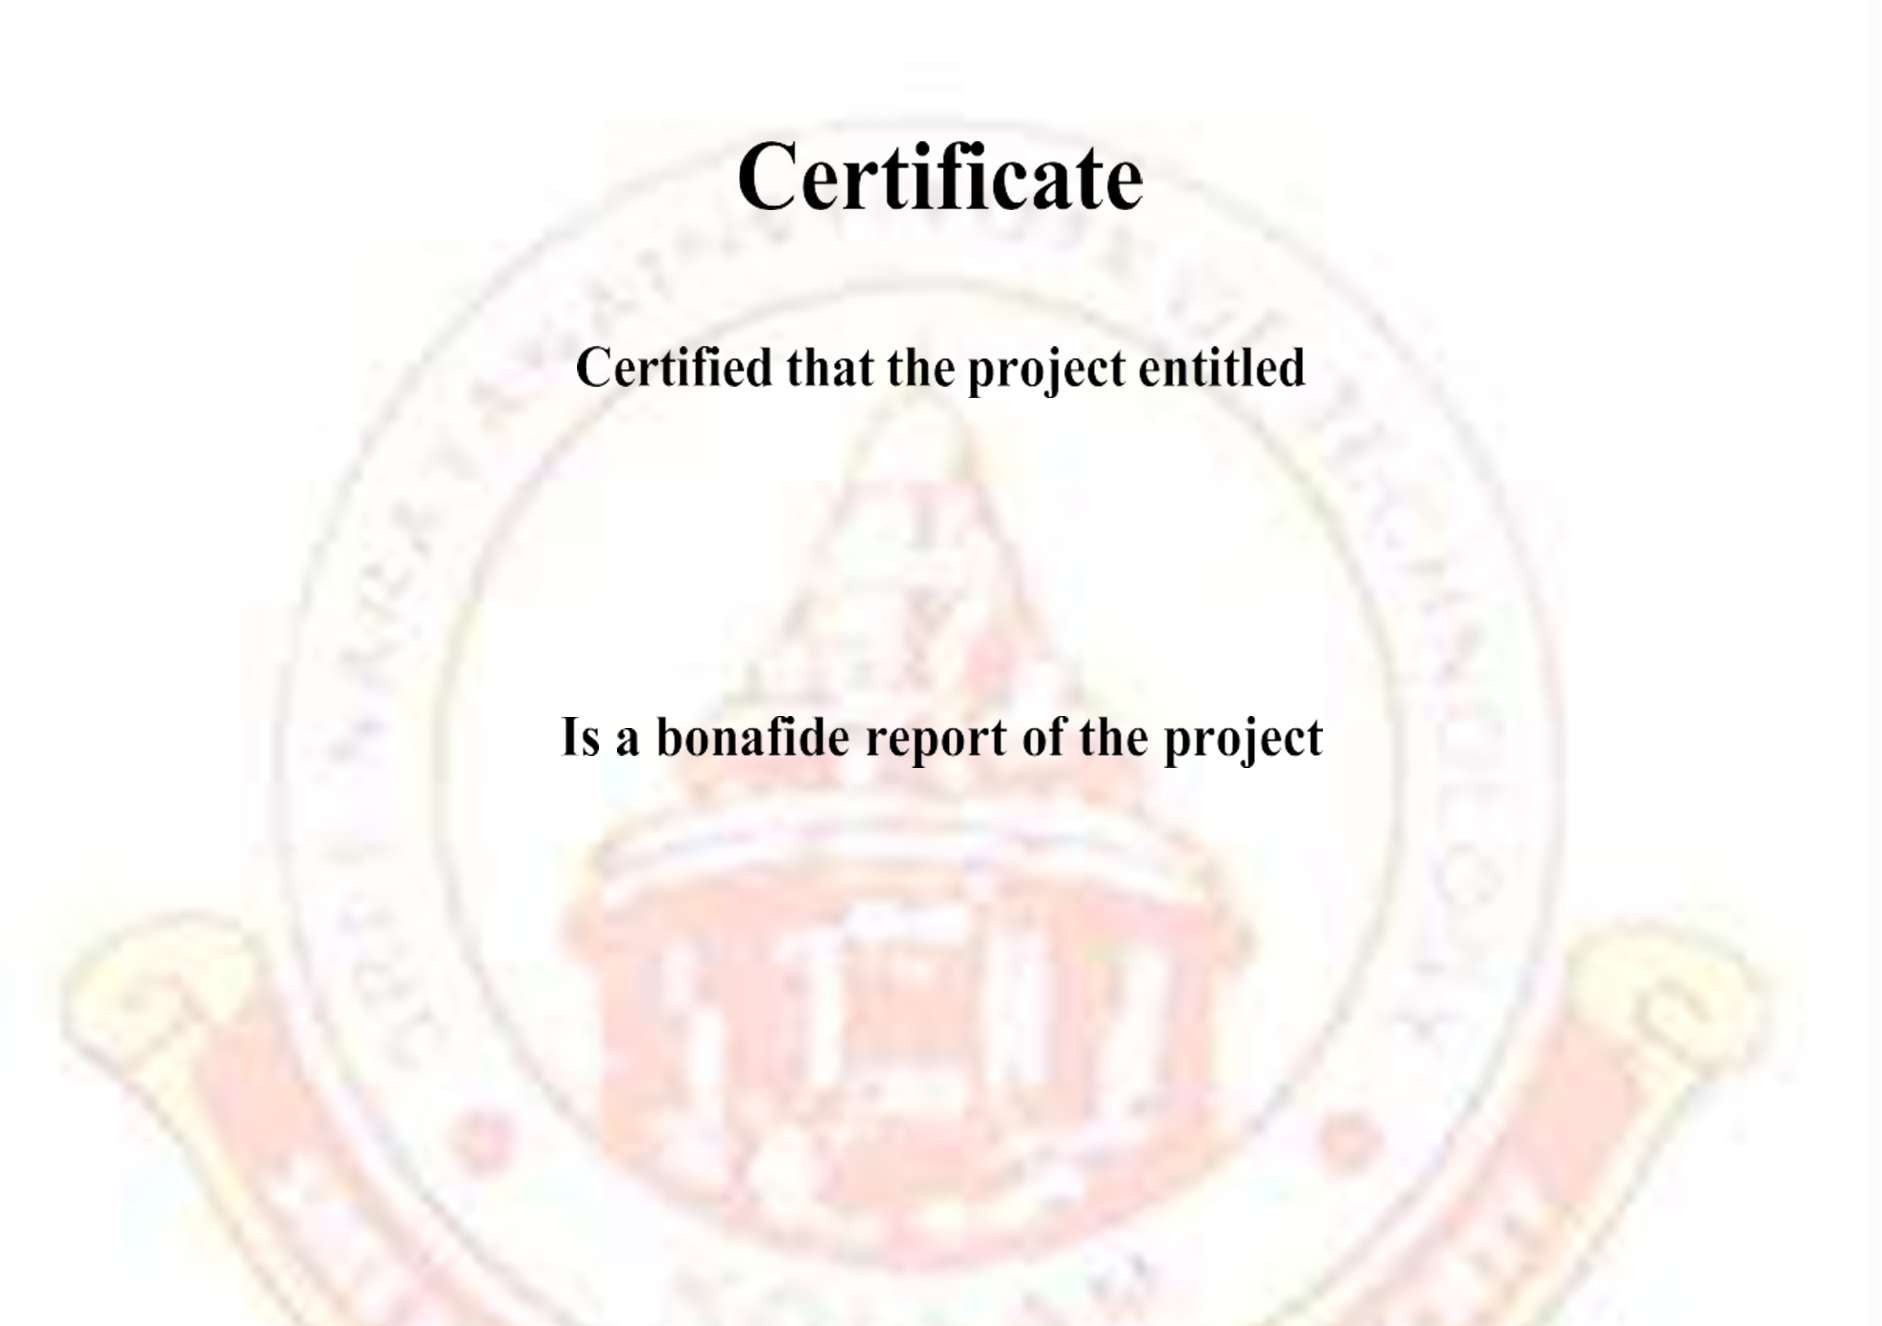 Certificate
Certified that the project entitled
Is a bonafide report of the project